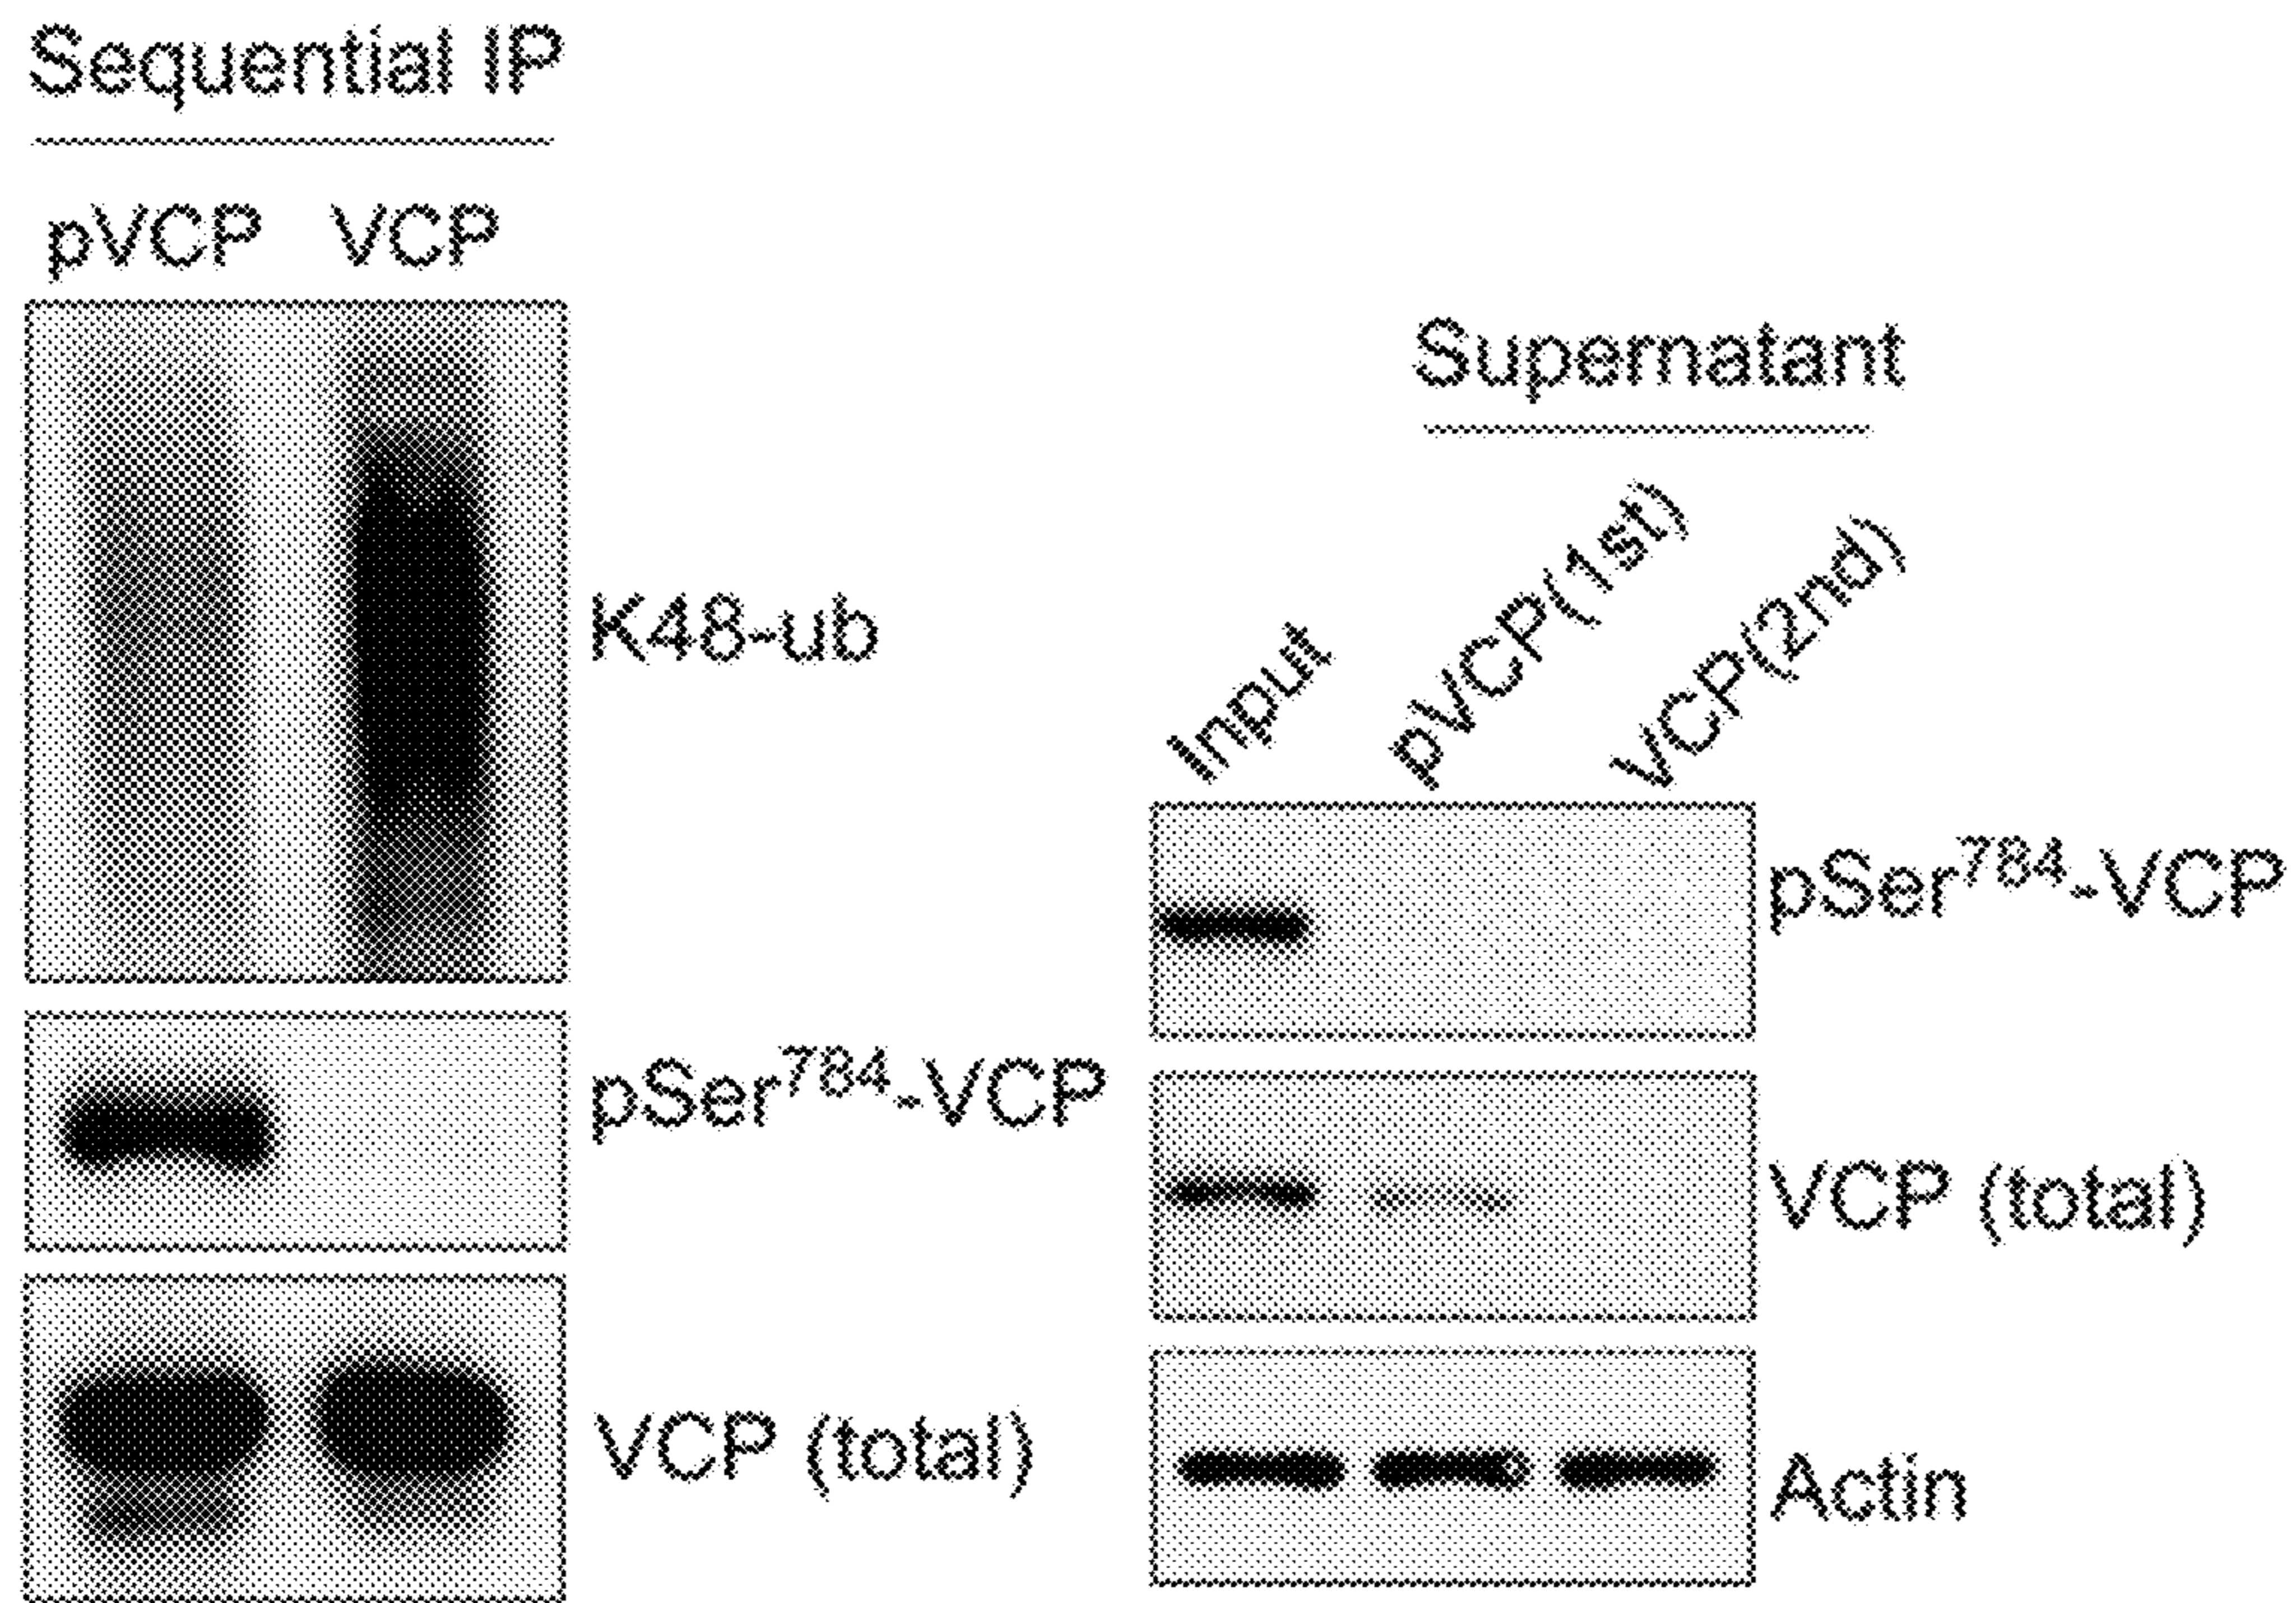 Sequential IP
pVCP VCP
K48-ub
pSer⁷⁸⁴-VCP
VCP (total)
Supernatant
Input pVCP(1st) VCP(2nd)
pSer⁷⁸⁴-VCP
VCP (total)
Actin